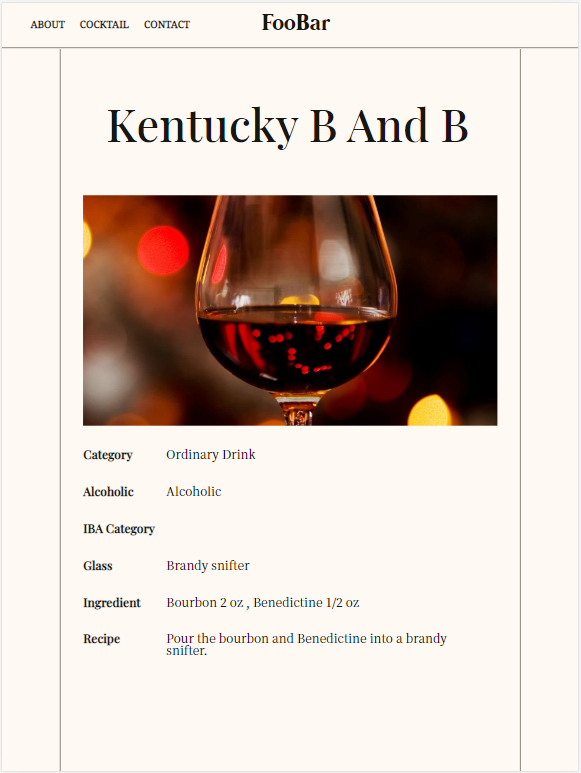 ABOUT COCKTAIL CONTACT FooBar
Kentucky B And B
Category Ordinary Drink
Alcoholic Alcoholic
IBA Category
Glass Brandy snifter
Ingredient Bourbon 2 oz , Benedictine 1/2 oz
Recipe Pour the bourbon and Benedictine into a brandy
snifter.